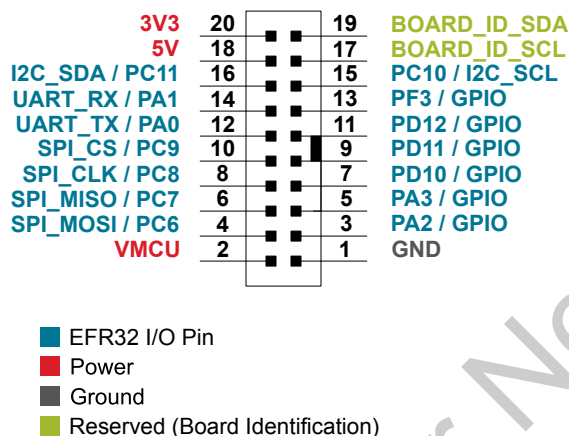 3V3 20 19 BOARD_ID_SDA
5V 18 17 BOARD_ID_SCL
I2C_SDA / PC11 16 15 PC10 / I2C_SCL
UART_RX / PA1 14 13 PF3 / GPIO
UART_TX / PA0 12 11 PD12 / GPIO
SPI_CS / PC9 10 9 PD11 / GPIO
SPI_CLK / PC8 8 7 PD10 / GPIO
SPI_MISO / PC7 6 5 PA3 / GPIO
SPI_MOSI / PC6 4 3 PA2 / GPIO
VMCU 2 1 GND
EFR32 I/O Pin
Power
Ground
Reserved (Board Identification)